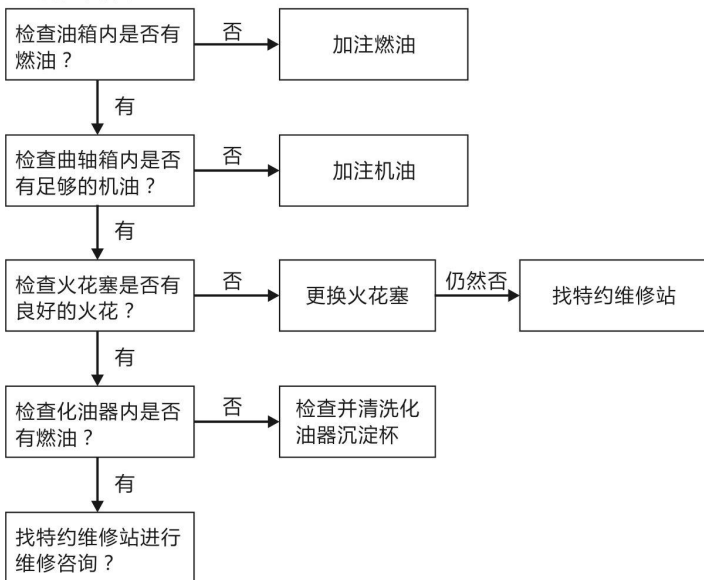 检查油箱内是否有
燃油？
否
加注燃油
有
检查曲轴箱内是否
有足够的机油？
否
加注机油
有
检查火花塞是否有
良好的火花？
否
更换火花塞
仍然否
找特约维修站
有
检查化油器内是否
有燃油？
否
检查并清洗化
油器沉淀杯
有
找特约维修站进行
维修咨询？